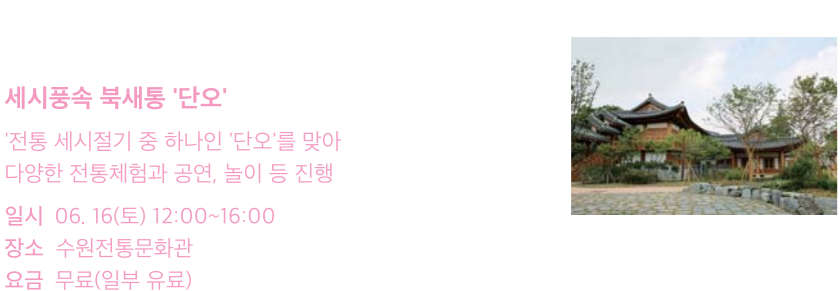 세시풍속 북새통 '단오'
'전통 세시절기 중 하나인 '단오'를 맞아
다양한 전통체험과 공연, 놀이 등 진행
일시 06. 16(토) 12:00~16:00
장소 수원전통문화관
요금 무료(일부 유료)